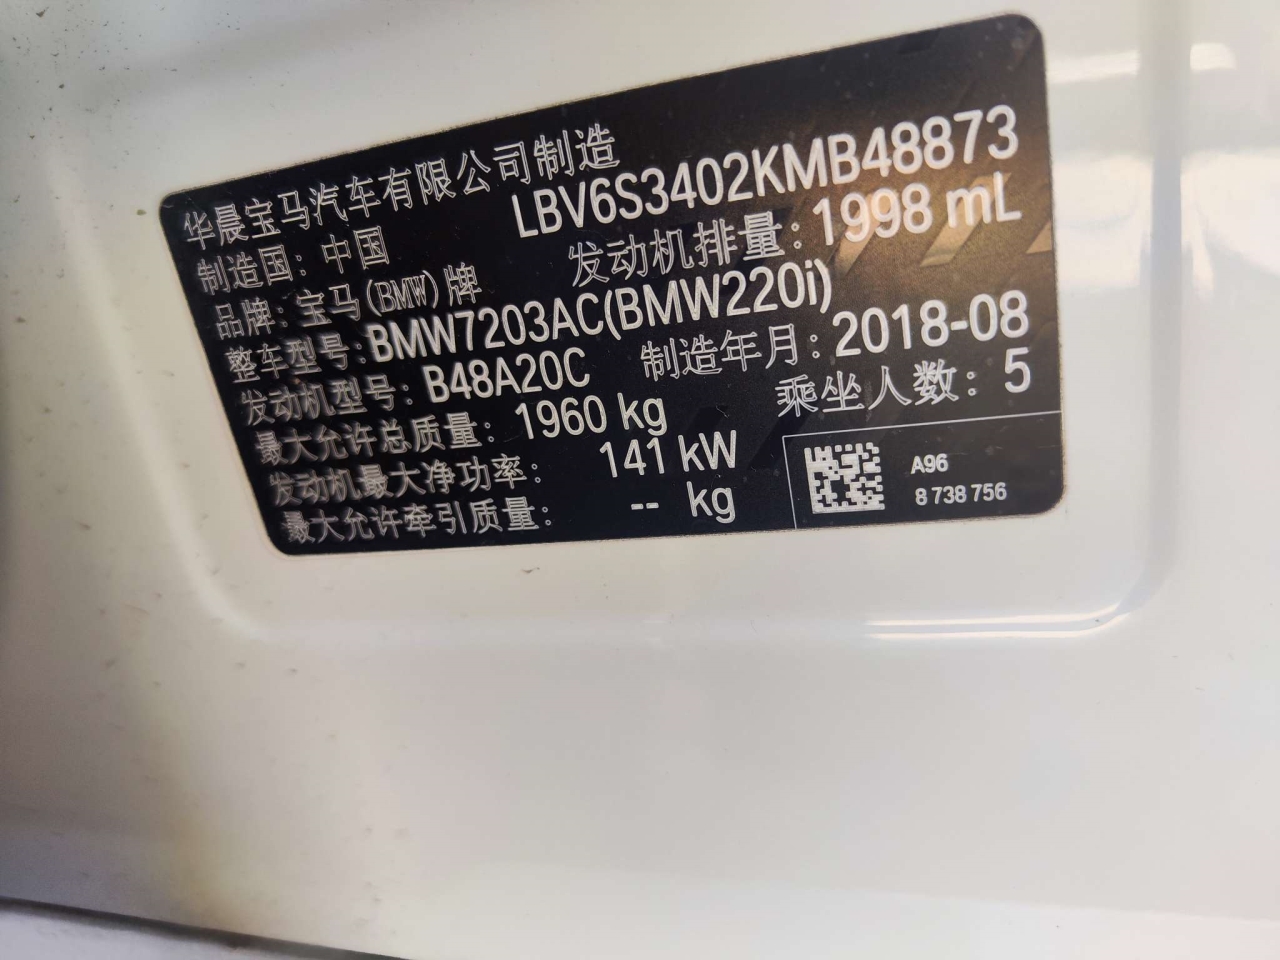 华晨宝马汽车有限公司制造
LBV6S3402KMB48873
制造国：中国
发动机排量：1998 mL
品牌：宝马(BMW)牌
整车型号：BMW7203AC(BMW220i)
发动机型号：B48A20C
制造年月：2018-08
最大允许总质量：1960 kg
乘坐人数：5
发动机最大净功率：141 kW
最大允许牵引质量：-- kg
A96
8 738 756